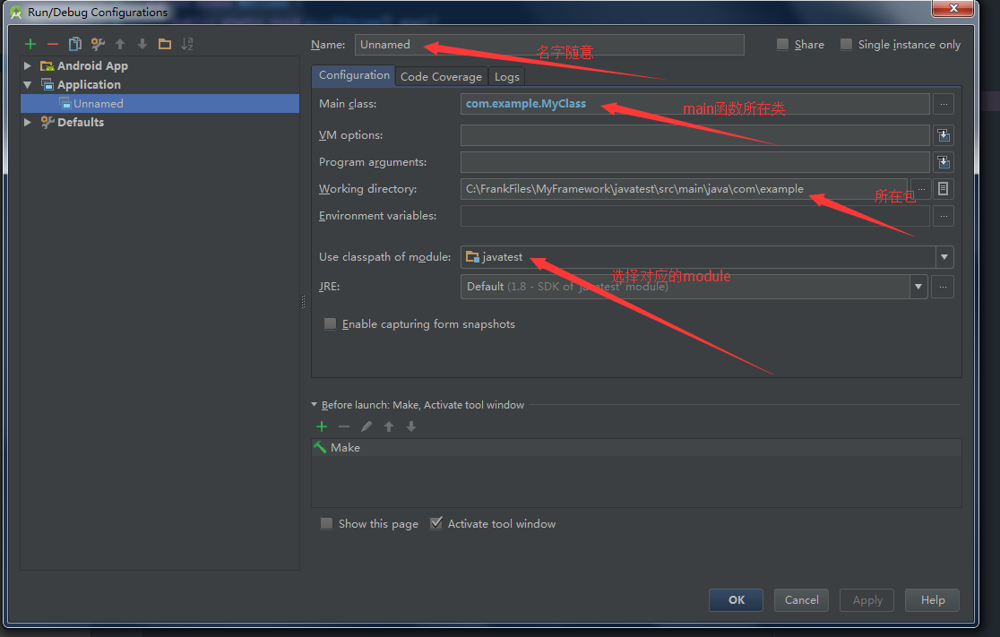 Run/Debug Configurations
Name: Unnamed 名字随意 Share Single instance only
Android App
Application
Unnamed
Defaults
Configuration Code Coverage Logs
Main class: com.example.MyClass main函数所在类 ...
VM options:
Program arguments:
Working directory: C:\FrankFiles\MyFramework\javatest\src\main\java\com\example 所在包 ...
Environment variables: ...
Use classpath of module: javatest
选择对应的module
JRE: Default (1.8 - SDK of 'javatest' module) ...
Enable capturing form snapshots
Before launch: Make, Activate tool window
Make
Show this page Activate tool window
OK Cancel Apply Help